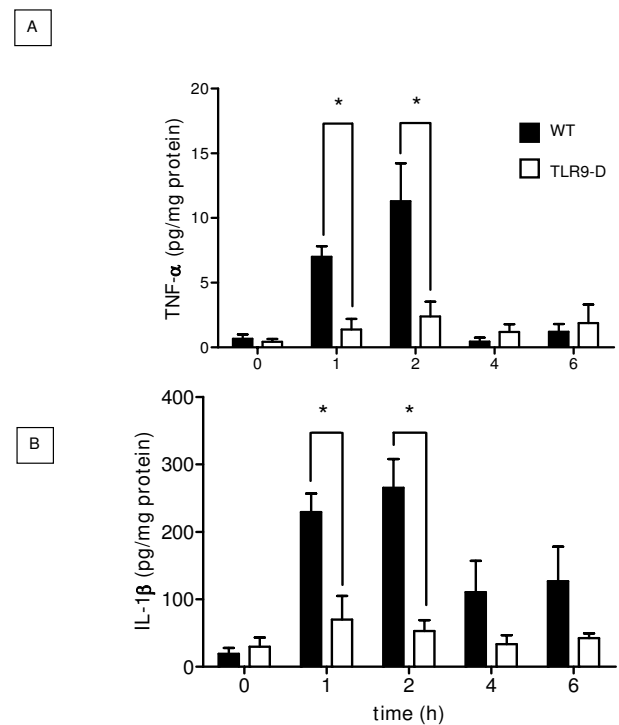 A
20
15
10
5
0
TNF-α (pg/mg protein)
* *
WT
TLR9-D
0 1 2 4 6
B
400
300
200
100
0
IL-1β (pg/mg protein)
* *
0 1 2 4 6
time (h)